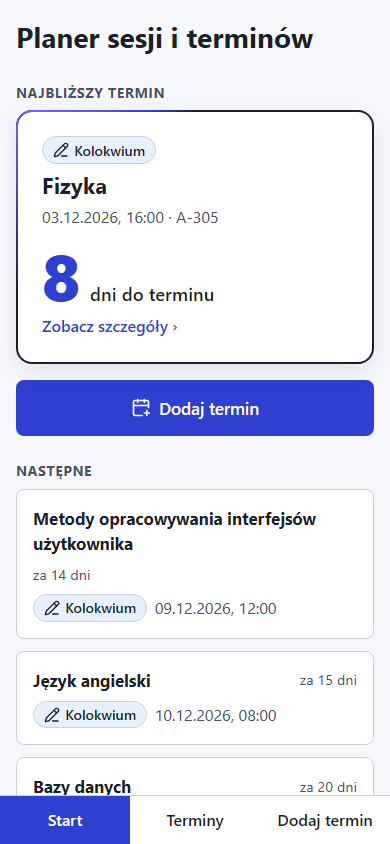 Planer sesji i terminów
NAJBLIŻSZY TERMIN
Kolokwium
Fizyka
03.12.2026, 16:00 · A-305
8 dni do terminu
Zobacz szczegóły ›
Dodaj termin
NASTĘPNE
Metody opracowywania interfejsów
użytkownika
za 14 dni
Kolokwium 09.12.2026, 12:00
Język angielski za 15 dni
Kolokwium 10.12.2026, 08:00
Bazy danych za 20 dni
Start Terminy Dodaj termin